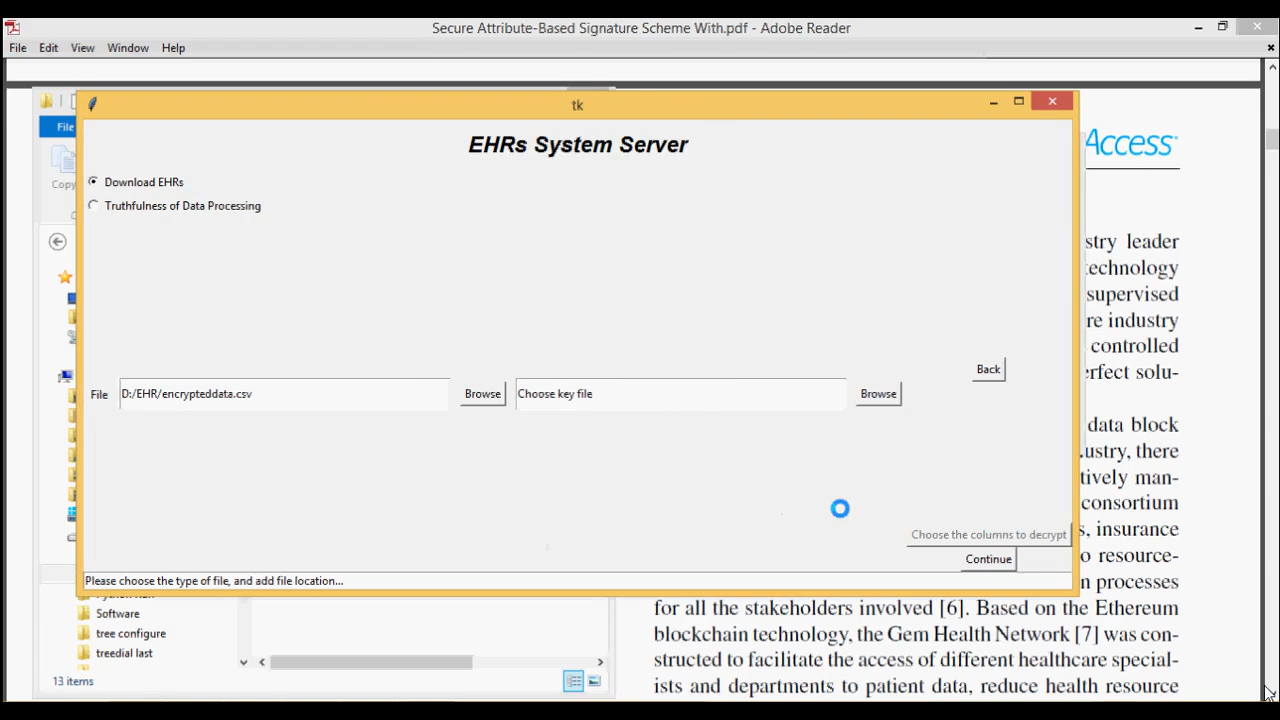 Secure Attribute-Based Signature Scheme With.pdf - Adobe Reader
File Edit View Window Help
tk
File
Copy
EHRs System Server
Download EHRs
Truthfulness of Data Processing
Back
File D:/EHR/encrypteddata.csv Browse Choose key file Browse
Choose the columns to decrypt
Continue
Please choose the type of file, and add file location...
Software
tree configure
treedial last
13 items
Access
stry leader
technology
supervised
re industry
controlled
rfect solu-
data block
ustry, there
tively man-
consortium
s, insurance
o resource-
n processes
for all the stakeholders involved [6]. Based on the Ethereum
blockchain technology, the Gem Health Network [7] was con-
structed to facilitate the access of different healthcare special-
ists and departments to patient data, reduce health resource